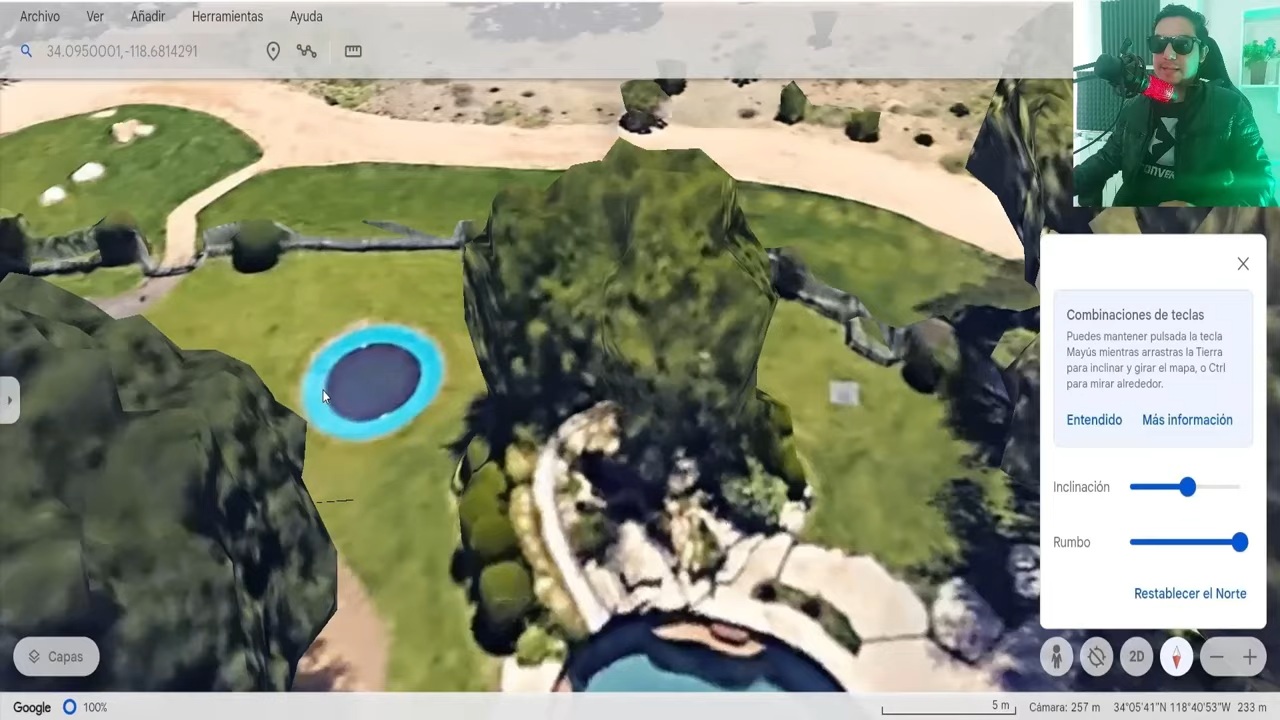 Archivo Ver Añadir Herramientas Ayuda
34.0950001,-118.6814291
Combinaciones de teclas
Puedes mantener pulsada la tecla
Mayús mientras arrastras la Tierra
para inclinar y girar el mapa, o Ctrl
para mirar alrededor.
Entendido Más información
Inclinación
Rumbo
Restablecer el Norte
Capas
2D
Google 100% 5 m Cámara: 257 m 34°05'41"N 118°40'53"W 233 m